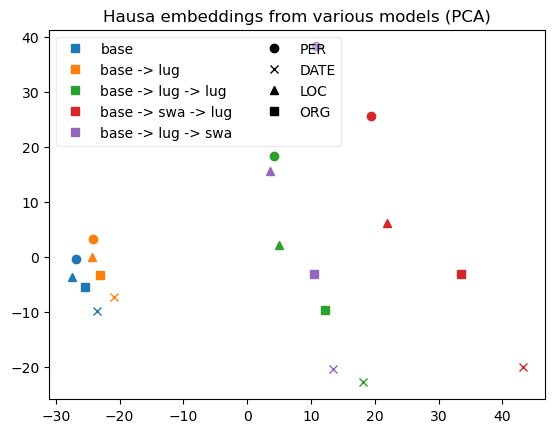 Hausa embeddings from various models (PCA)
40
30
20
10
0
−10
−20
−30
−20
−10
0
10
20
30
40
base
base -> lug
base -> lug -> lug
base -> swa -> lug
base -> lug -> swa
PER
DATE
LOC
ORG